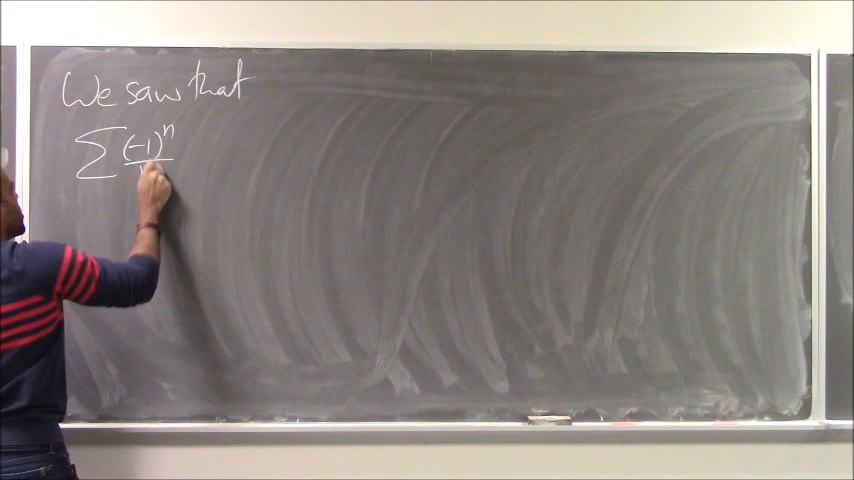 We saw that
∑ (-1)^n